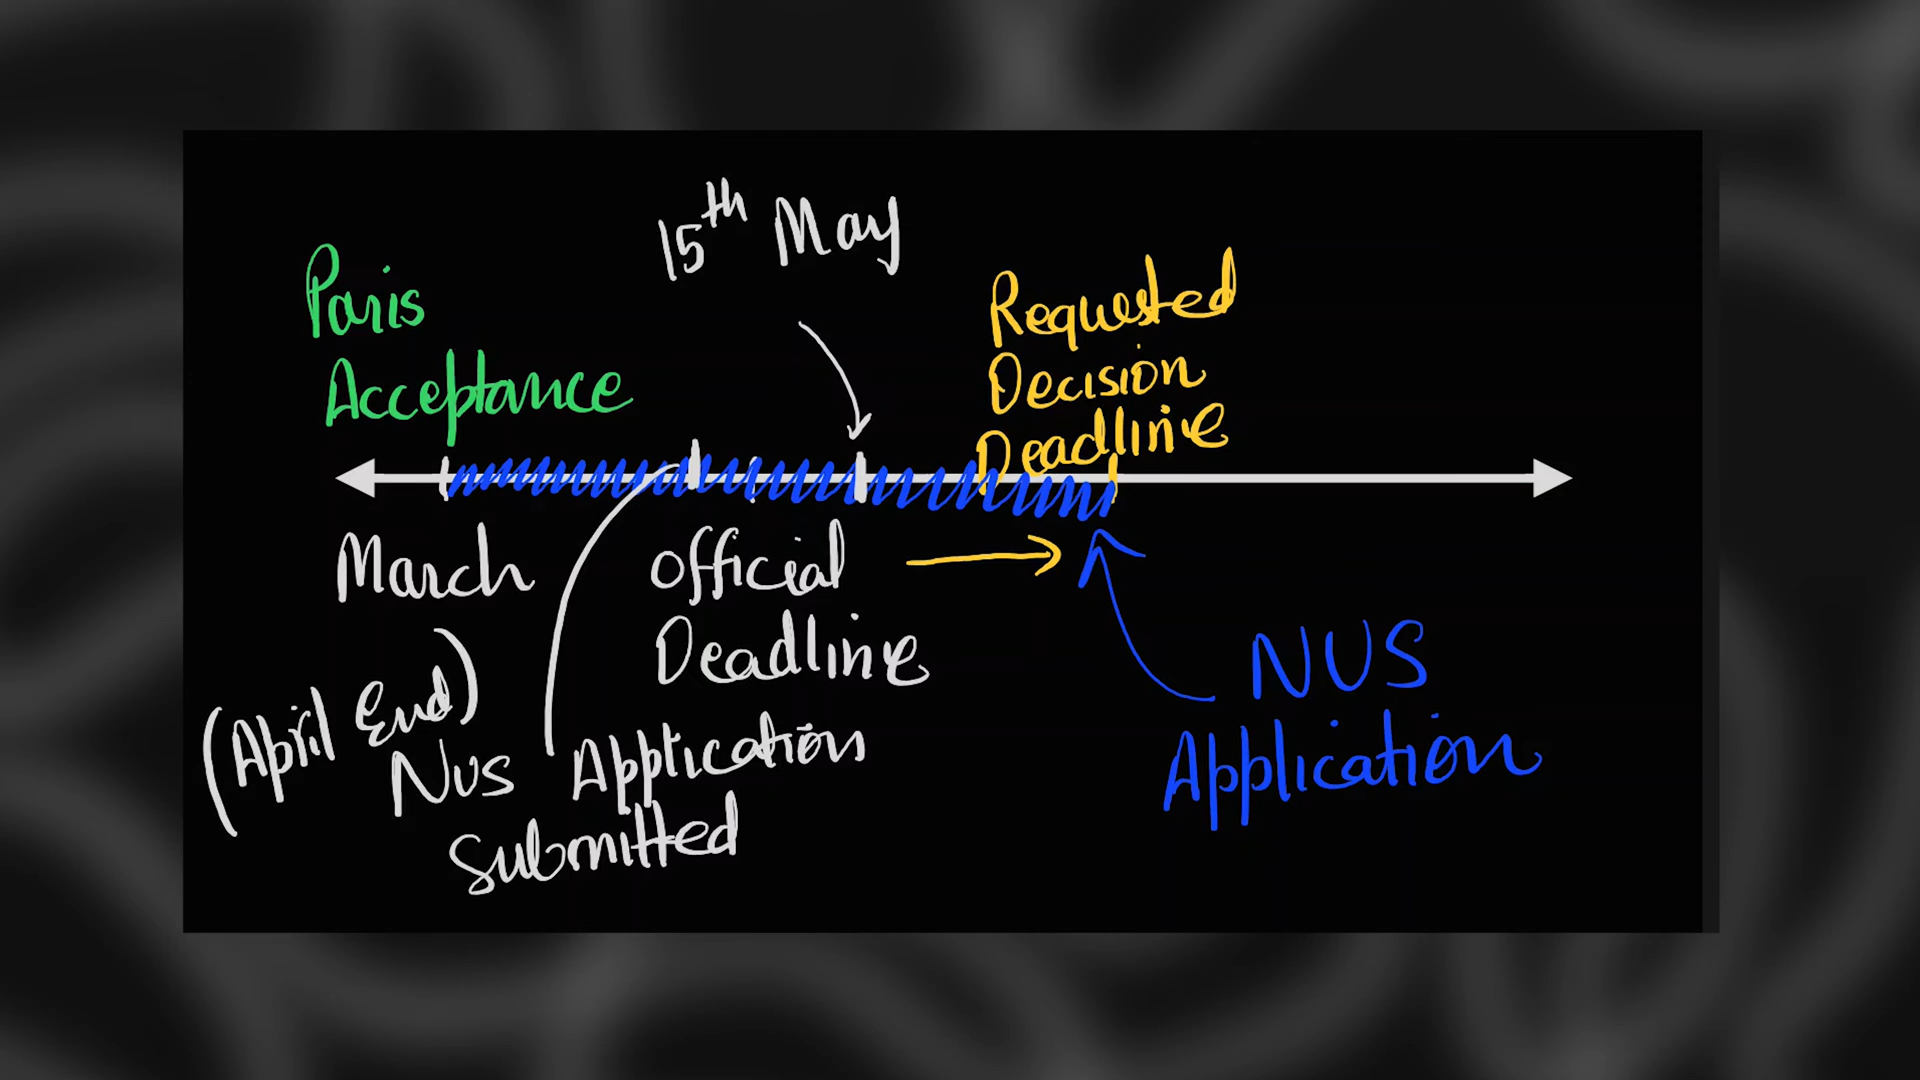 15th May
Paris
Acceptance
Requested
Decision
Deadline
March
Official
Deadline
(April End)
NUS Application
Submitted
NUS
Application